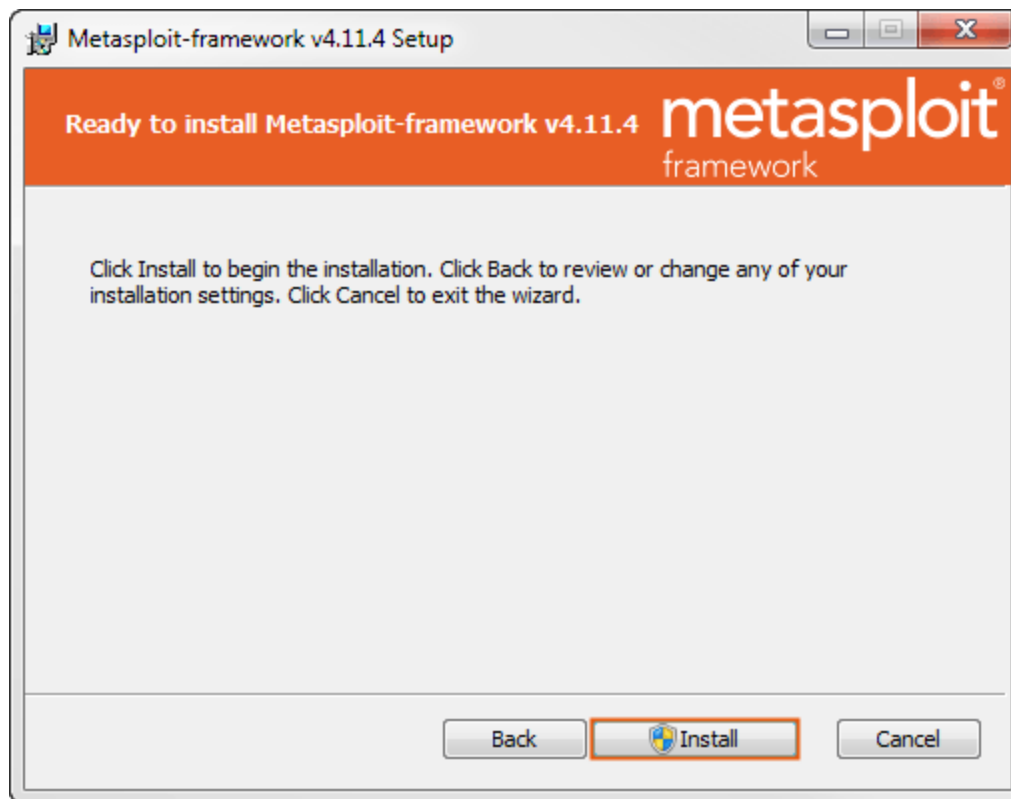 Metasploit-framework v4.11.4 Setup
Ready to install Metasploit-framework v4.11.4
metasploit®
framework
Click Install to begin the installation. Click Back to review or change any of your
installation settings. Click Cancel to exit the wizard.
Back
Install
Cancel